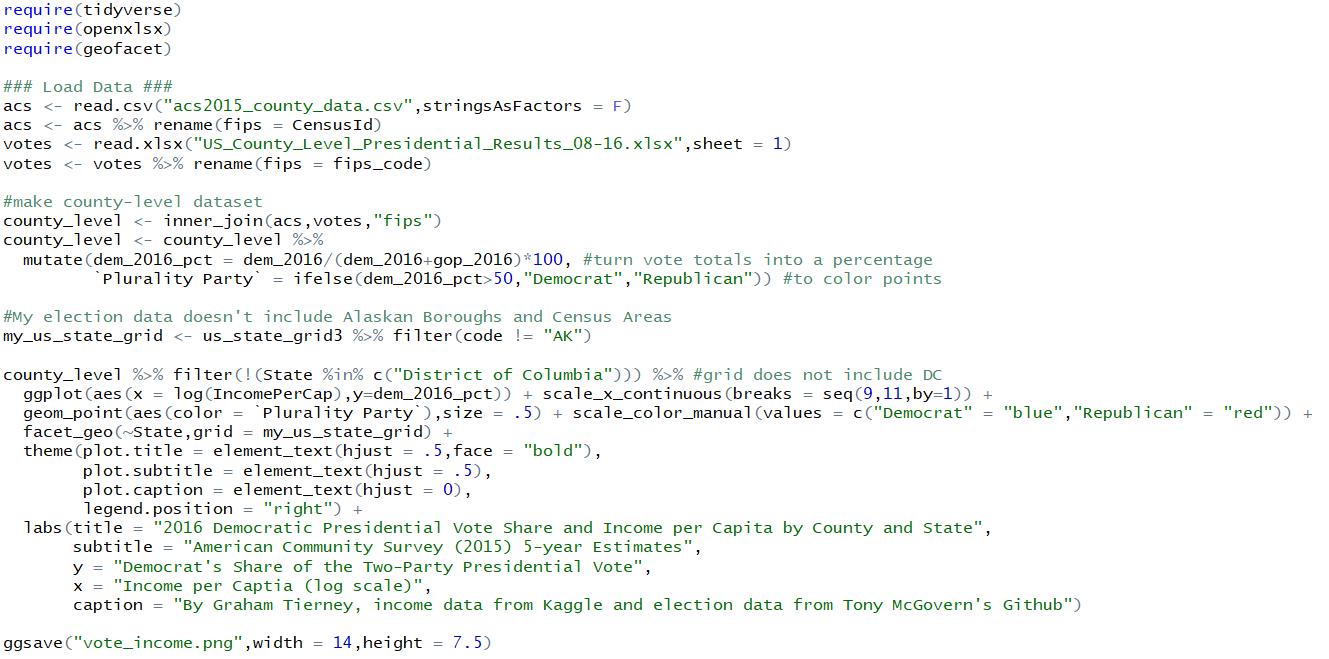 require(tidyverse)
require(openxlsx)
require(geofacet)

### Load Data ###
acs <- read.csv("acs2015_county_data.csv",stringsAsFactors = F)
acs <- acs %>% rename(fips = CensusId)
votes <- read.xlsx("US_County_Level_Presidential_Results_08-16.xlsx",sheet = 1)
votes <- votes %>% rename(fips = fips_code)

#make county-level dataset
county_level <- inner_join(acs,votes,"fips")
county_level <- county_level %>%
  mutate(dem_2016_pct = dem_2016/(dem_2016+gop_2016)*100, #turn vote totals into a percentage
         `Plurality Party` = ifelse(dem_2016_pct>50,"Democrat","Republican")) #to color points

#My election data doesn't include Alaskan Boroughs and Census Areas
my_us_state_grid <- us_state_grid3 %>% filter(code != "AK")

county_level %>% filter(!(State %in% c("District of Columbia"))) %>% #grid does not include DC
  ggplot(aes(x = log(IncomePerCap),y=dem_2016_pct)) + scale_x_continuous(breaks = seq(9,11,by=1)) +
  geom_point(aes(color = `Plurality Party`),size = .5) + scale_color_manual(values = c("Democrat" = "blue","Republican" = "red")) +
  facet_geo(~State,grid = my_us_state_grid) +
  theme(plot.title = element_text(hjust = .5,face = "bold"),
        plot.subtitle = element_text(hjust = .5),
        plot.caption = element_text(hjust = 0),
        legend.position = "right") +
  labs(title = "2016 Democratic Presidential Vote Share and Income per Capita by County and State",
       subtitle = "American Community Survey (2015) 5-year Estimates",
       y = "Democrat's Share of the Two-Party Presidential Vote",
       x = "Income per Captia (log scale)",
       caption = "By Graham Tierney, income data from Kaggle and election data from Tony McGovern's Github")

ggsave("vote_income.png",width = 14,height = 7.5)